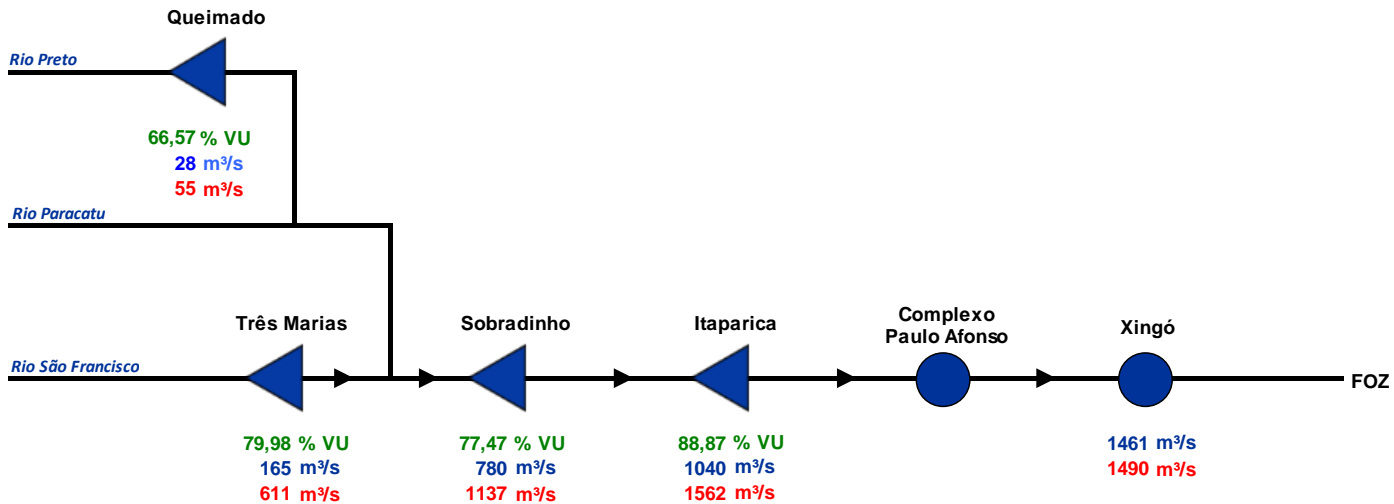 Queimado
Rio Preto
66,57 % VU
28 m³/s
55 m³/s
Rio Paracatu
Três Marias
Sobradinho
Itaparica
Complexo
Paulo Afonso
Xingó
Rio São Francisco
FOZ
79,98 % VU
165 m³/s
611 m³/s
77,47 % VU
780 m³/s
1137 m³/s
88,87 % VU
1040 m³/s
1562 m³/s
1461 m³/s
1490 m³/s